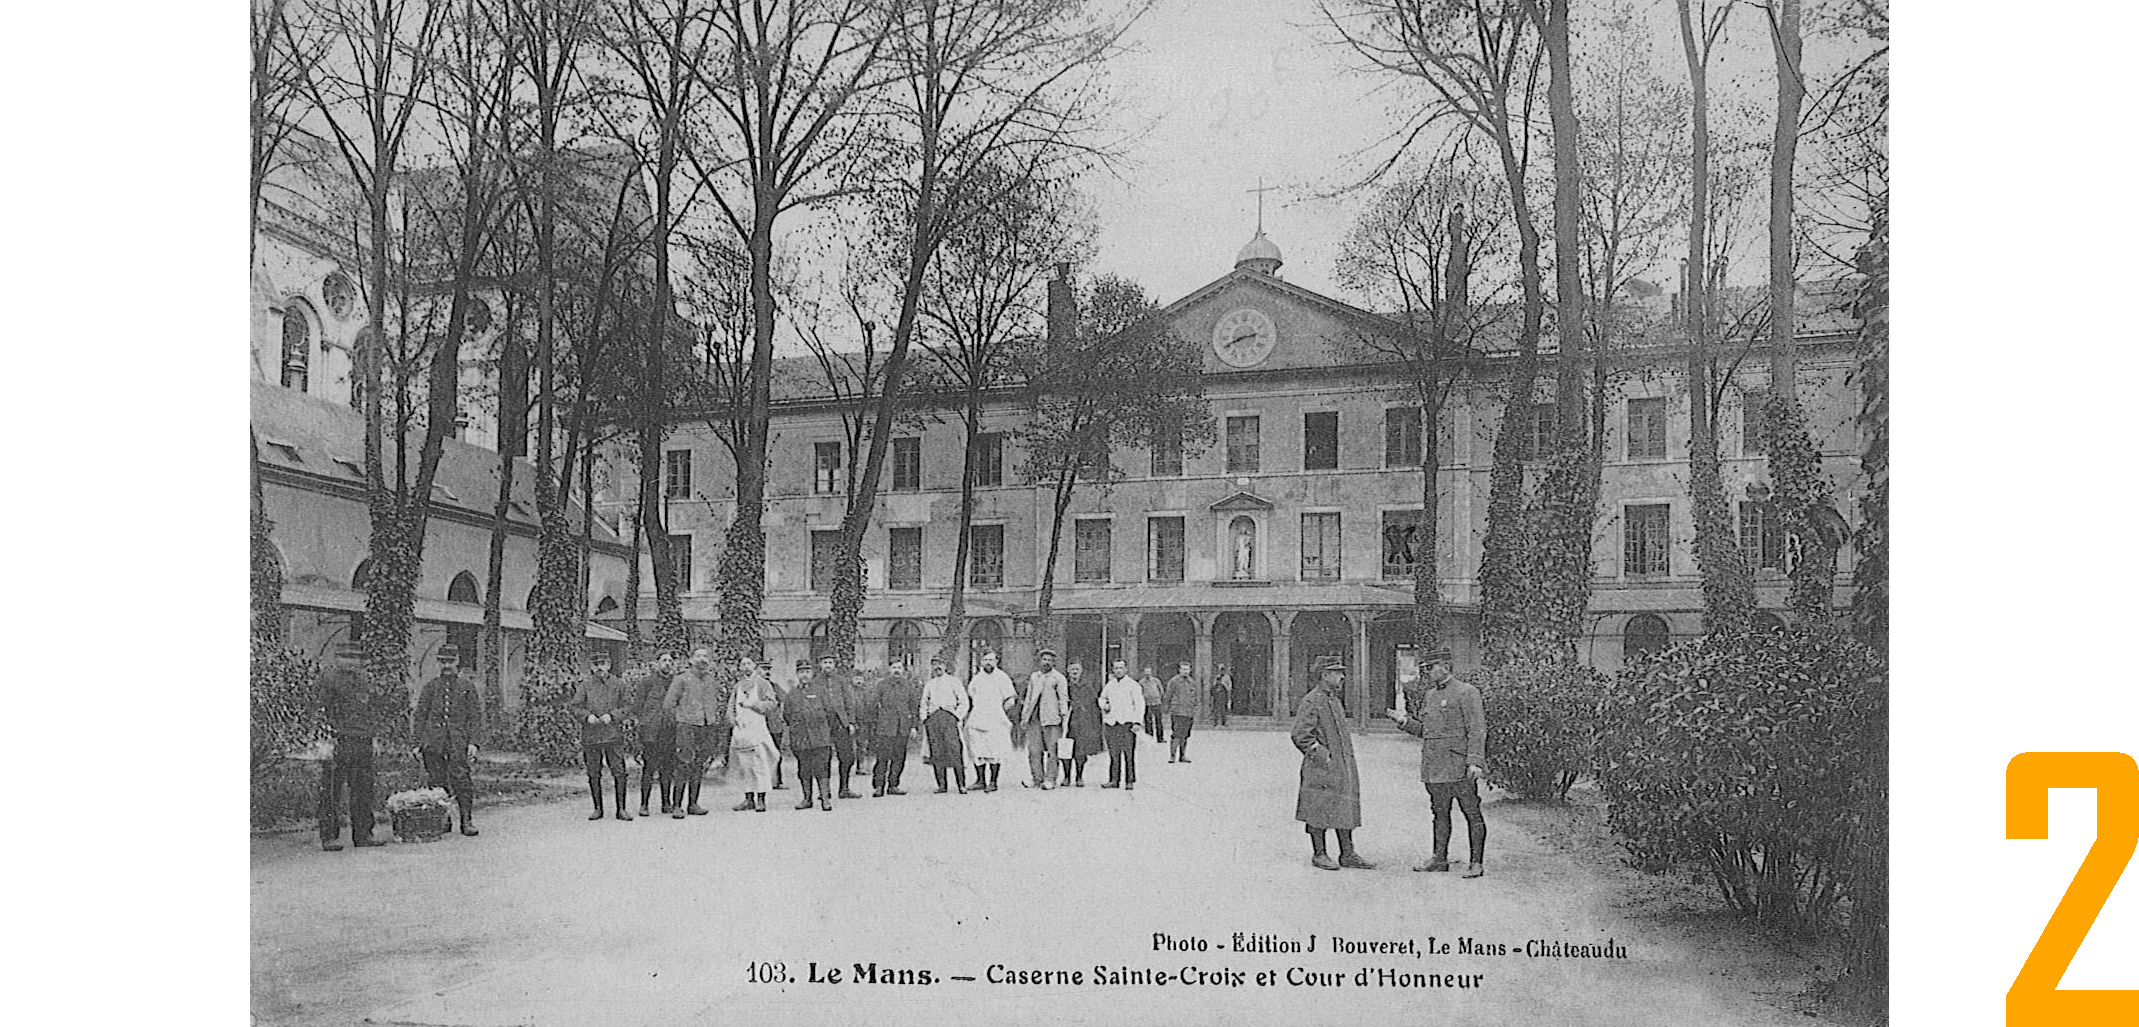 Photo - Édition J Bouveret, Le Mans - Châteaudu
103. Le Mans. — Caserne Sainte-Croix et Cour d'Honneur
2